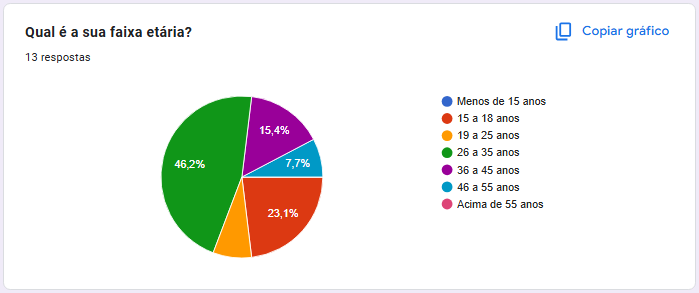 Qual é a sua faixa etária?
Copiar gráfico
13 respostas
Menos de 15 anos
15 a 18 anos
19 a 25 anos
26 a 35 anos
36 a 45 anos
46 a 55 anos
Acima de 55 anos
15,4%
46,2%
7,7%
23,1%